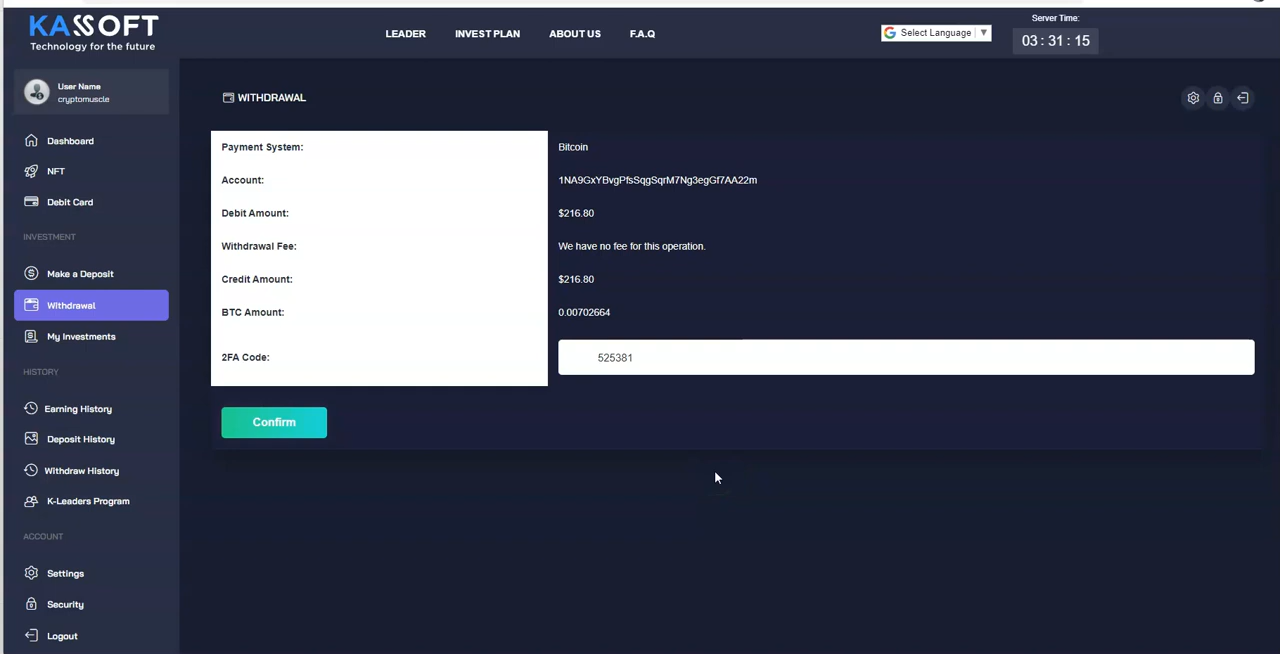 KASSOFT
Technology for the future
LEADER
INVEST PLAN
ABOUT US
F.A.Q
Select Language
Server Time:
03 : 31 : 15
User Name
cryptomuscle
Dashboard
NFT
Debit Card
INVESTMENT
Make a Deposit
Withdrawal
My Investments
HISTORY
Earning History
Deposit History
Withdraw History
K-Leaders Program
ACCOUNT
Settings
Security
Logout
WITHDRAWAL
Payment System: Bitcoin
Account: 1NA9GxYBvgPfsSqgSqrM7Ng3egGf7AA22m
Debit Amount: $216.80
Withdrawal Fee: We have no fee for this operation.
Credit Amount: $216.80
BTC Amount: 0.00702664
2FA Code: 525381
Confirm